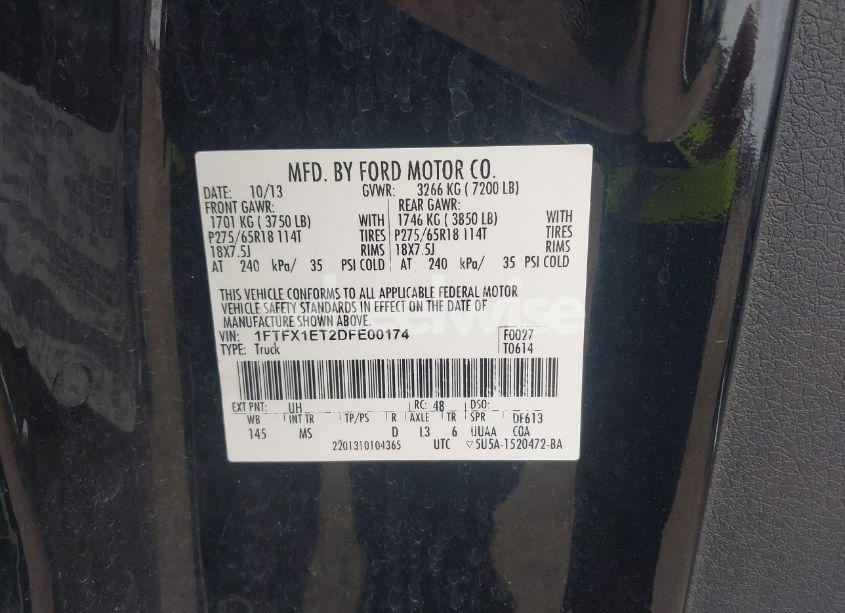 MFD. BY FORD MOTOR CO.
DATE: 10/13 GVWR: 3266 KG ( 7200 LB)
FRONT GAWR: REAR GAWR:
1701 KG ( 3750 LB) WITH 1746 KG ( 3850 LB) WITH
P275/65R18 114T TIRES P275/65R18 114T TIRES
18X7.5J RIMS 18X7.5J RIMS
AT 240 kPa/ 35 PSI COLD AT 240 kPa/ 35 PSI COLD
THIS VEHICLE CONFORMS TO ALL APPLICABLE FEDERAL MOTOR
VEHICLE SAFETY STANDARDS IN EFFECT ON THE DATE OF
MANUFACTURE SHOWN ABOVE.
VIN: 1FTFX1ET2DFE00174 F0027
TYPE: Truck T0614
EXT PNT: UH RC: 48 DSO:
WB INT TR TP/PS R AXLE TR SPR DF613
145 MS D L3 6 UUAA COA
2201310104365 UTC ▽5U5A-1520472-BA